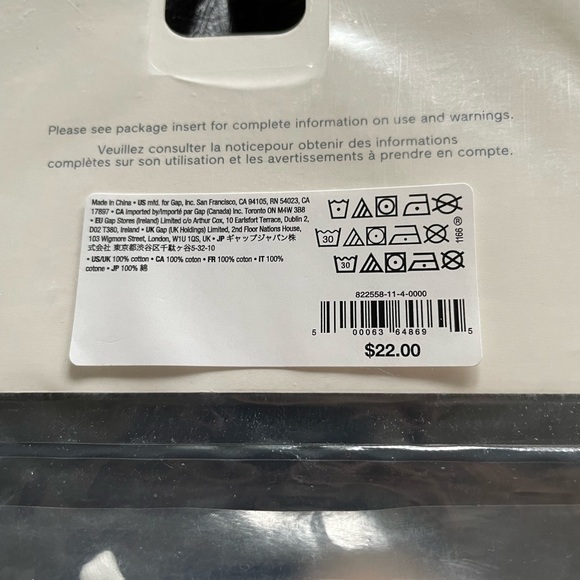 Please see package insert for complete information on use and warnings.
Veuillez consulter la noticepour obtenir des informations
complètes sur son utilisation et les avertissements à prendre en compte.
Made in China • US mfd. for Gap, Inc. San Francisco, CA 94105, RN 54023, CA
17897 • CA imported by/importé par Gap (Canada) Inc. Toronto ON M4W 3B8
• EU Gap Stores (Ireland) Limited c/o Arthur Cox, 10 Earlsfort Terrace, Dublin 2,
D02 T380, Ireland • UK Gap (UK Holdings) Limited, 2nd Floor Nations House,
103 Wigmore Street, London, W1U 1QS, UK • JP ギャップジャパン株
式 東京都渋谷区千駄ヶ谷5-32-10
• US/UK 100% cotton • CA 100% coton • FR 100% coton • IT 100%
cotone • JP 100% 綿
30
30
1166 ®
822558-11-4-0000
5 00063 64869 5
$22.00